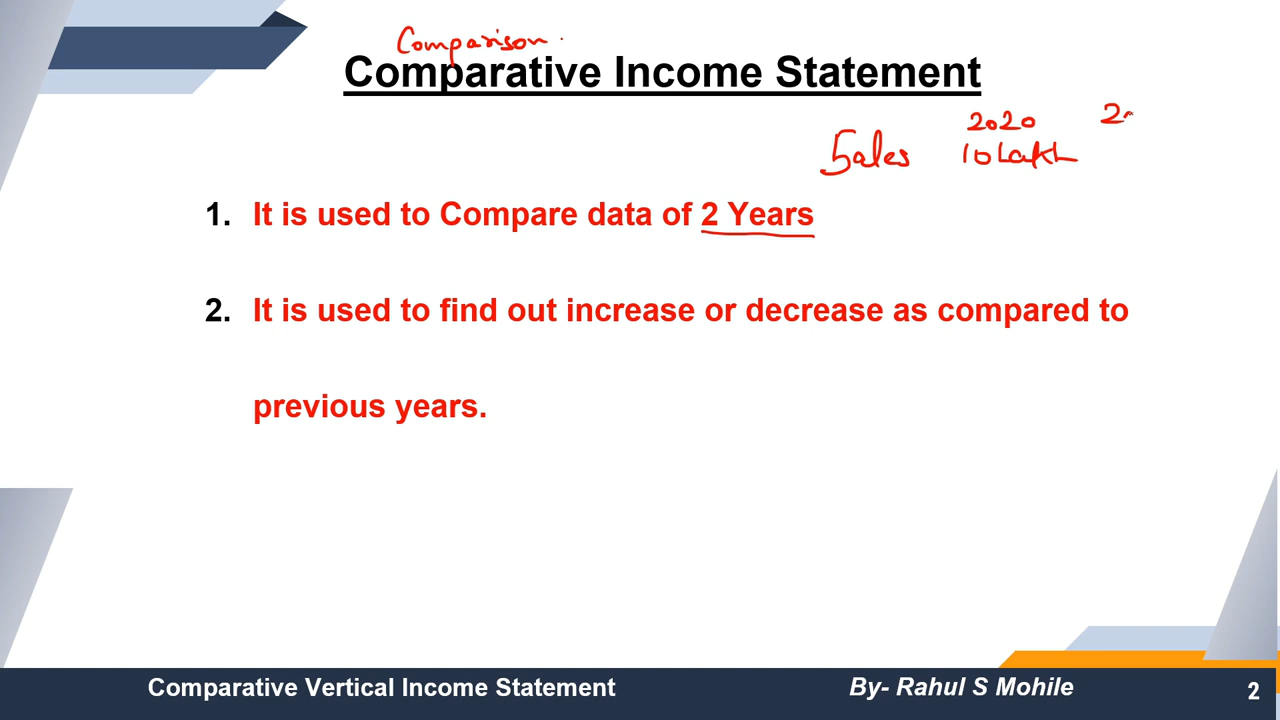 Comparison
Comparative Income Statement
2020
Sales 10 Lakh
1. It is used to Compare data of 2 Years
2. It is used to find out increase or decrease as compared to
previous years.
Comparative Vertical Income Statement
By- Rahul S Mohile
2